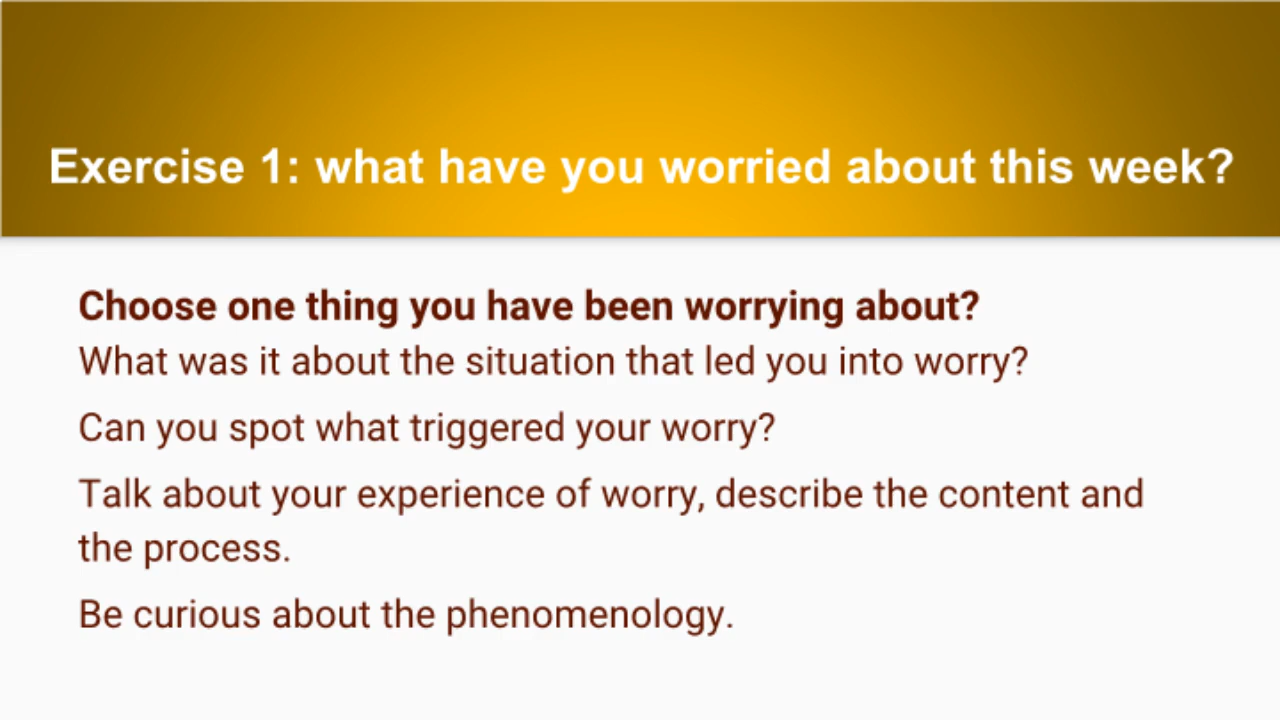 Exercise 1: what have you worried about this week?
Choose one thing you have been worrying about?
What was it about the situation that led you into worry?
Can you spot what triggered your worry?
Talk about your experience of worry, describe the content and
the process.
Be curious about the phenomenology.